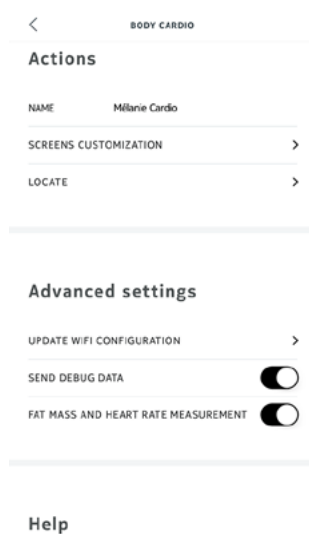 BODY CARDIO
Actions
NAME Mélanie Cardio
SCREENS CUSTOMIZATION
LOCATE
Advanced settings
UPDATE WIFI CONFIGURATION
SEND DEBUG DATA
FAT MASS AND HEART RATE MEASUREMENT
Help